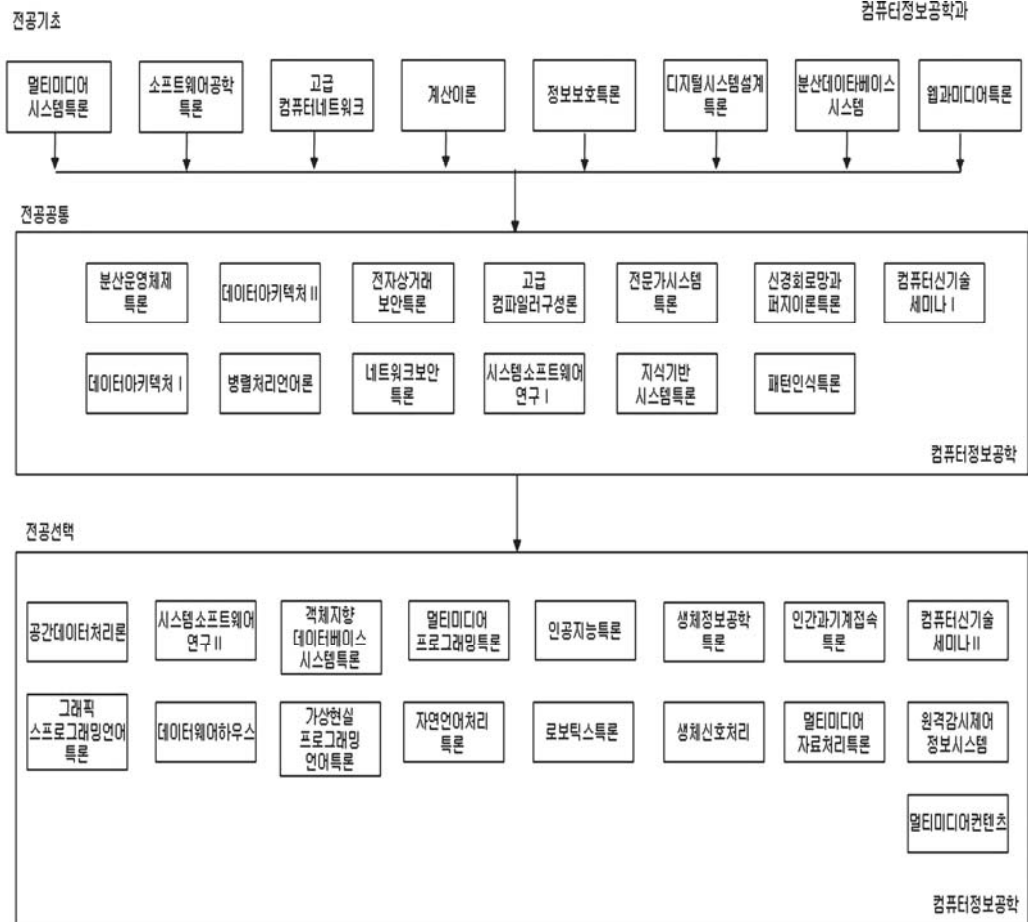 전공기초
컴퓨터정보공학과
멀티미디어
시스템특론
소프트웨어공학
특론
고급
컴퓨터네트워크
계산이론
정보보호특론
디지털시스템설계
특론
분산데이타베이스
시스템
웹과미디어특론
전공공통
분산운영체제
특론
데이터아키텍처 II
전자상거래
보안특론
고급
컴파일러구성론
전문가시스템
특론
신경회로망과
퍼지이론특론
컴퓨터신기술
세미나 I
데이터아키텍처 I
병렬처리언어론
네트워크보안
특론
시스템소프트웨어
연구 I
지식기반
시스템특론
패턴인식특론
컴퓨터정보공학
전공선택
공간데이터처리론
시스템소프트웨어
연구 II
객체지향
데이터베이스
시스템특론
멀티미디어
프로그래밍특론
인공지능특론
생체정보공학
특론
인간과기계접속
특론
컴퓨터신기술
세미나 II
그래픽
스프로그래밍언어
특론
데이터웨어하우스
가상현실
프로그래밍
언어특론
자연언어처리
특론
로보틱스특론
생체신호처리
멀티미디어
자료처리특론
원격감시제어
정보시스템
멀티미디어컨텐츠
컴퓨터정보공학